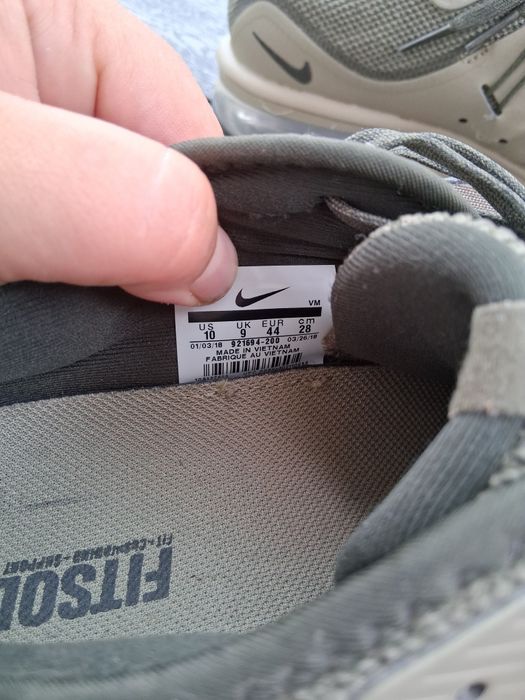 VM
US UK EUR cm
10 9 44 28
01/03/18 921694-200 03/26/18
MADE IN VIETNAM
FABRIQUE AU VIETNAM
FIT•CUSHIONING•SUPPORT
FITSOL